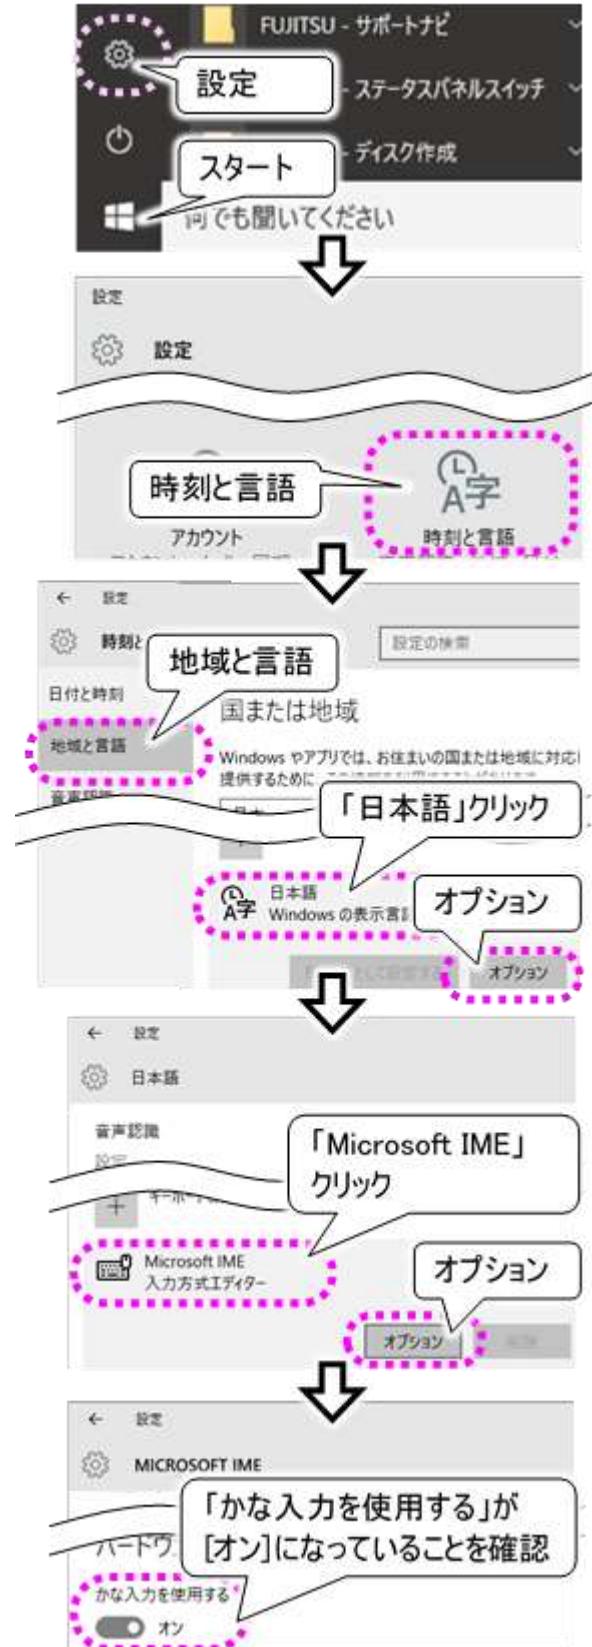 FUJITSU - サポートナビ
設定
- ステータスパネルスイッチ
スタート
- ディスク作成
何でも聞いてください
設定
設定
時刻と言語
アカウント
時刻と言語
← 設定
時刻と
設定の検索
地域と言語
日付と時刻
国または地域
地域と言語
Windows やアプリでは、お住まいの国または地域に対応
提供するために
音声認識
「日本語」クリック
日本語
Windows の表示言語
オプション
オプション
← 設定
日本語
音声認識
設定
「Microsoft IME」
クリック
Microsoft IME
入力方式エディター
オプション
オプション
← 設定
MICROSOFT IME
「かな入力を使用する」が
[オン]になっていることを確認
ハードウ
かな入力を使用する
オン